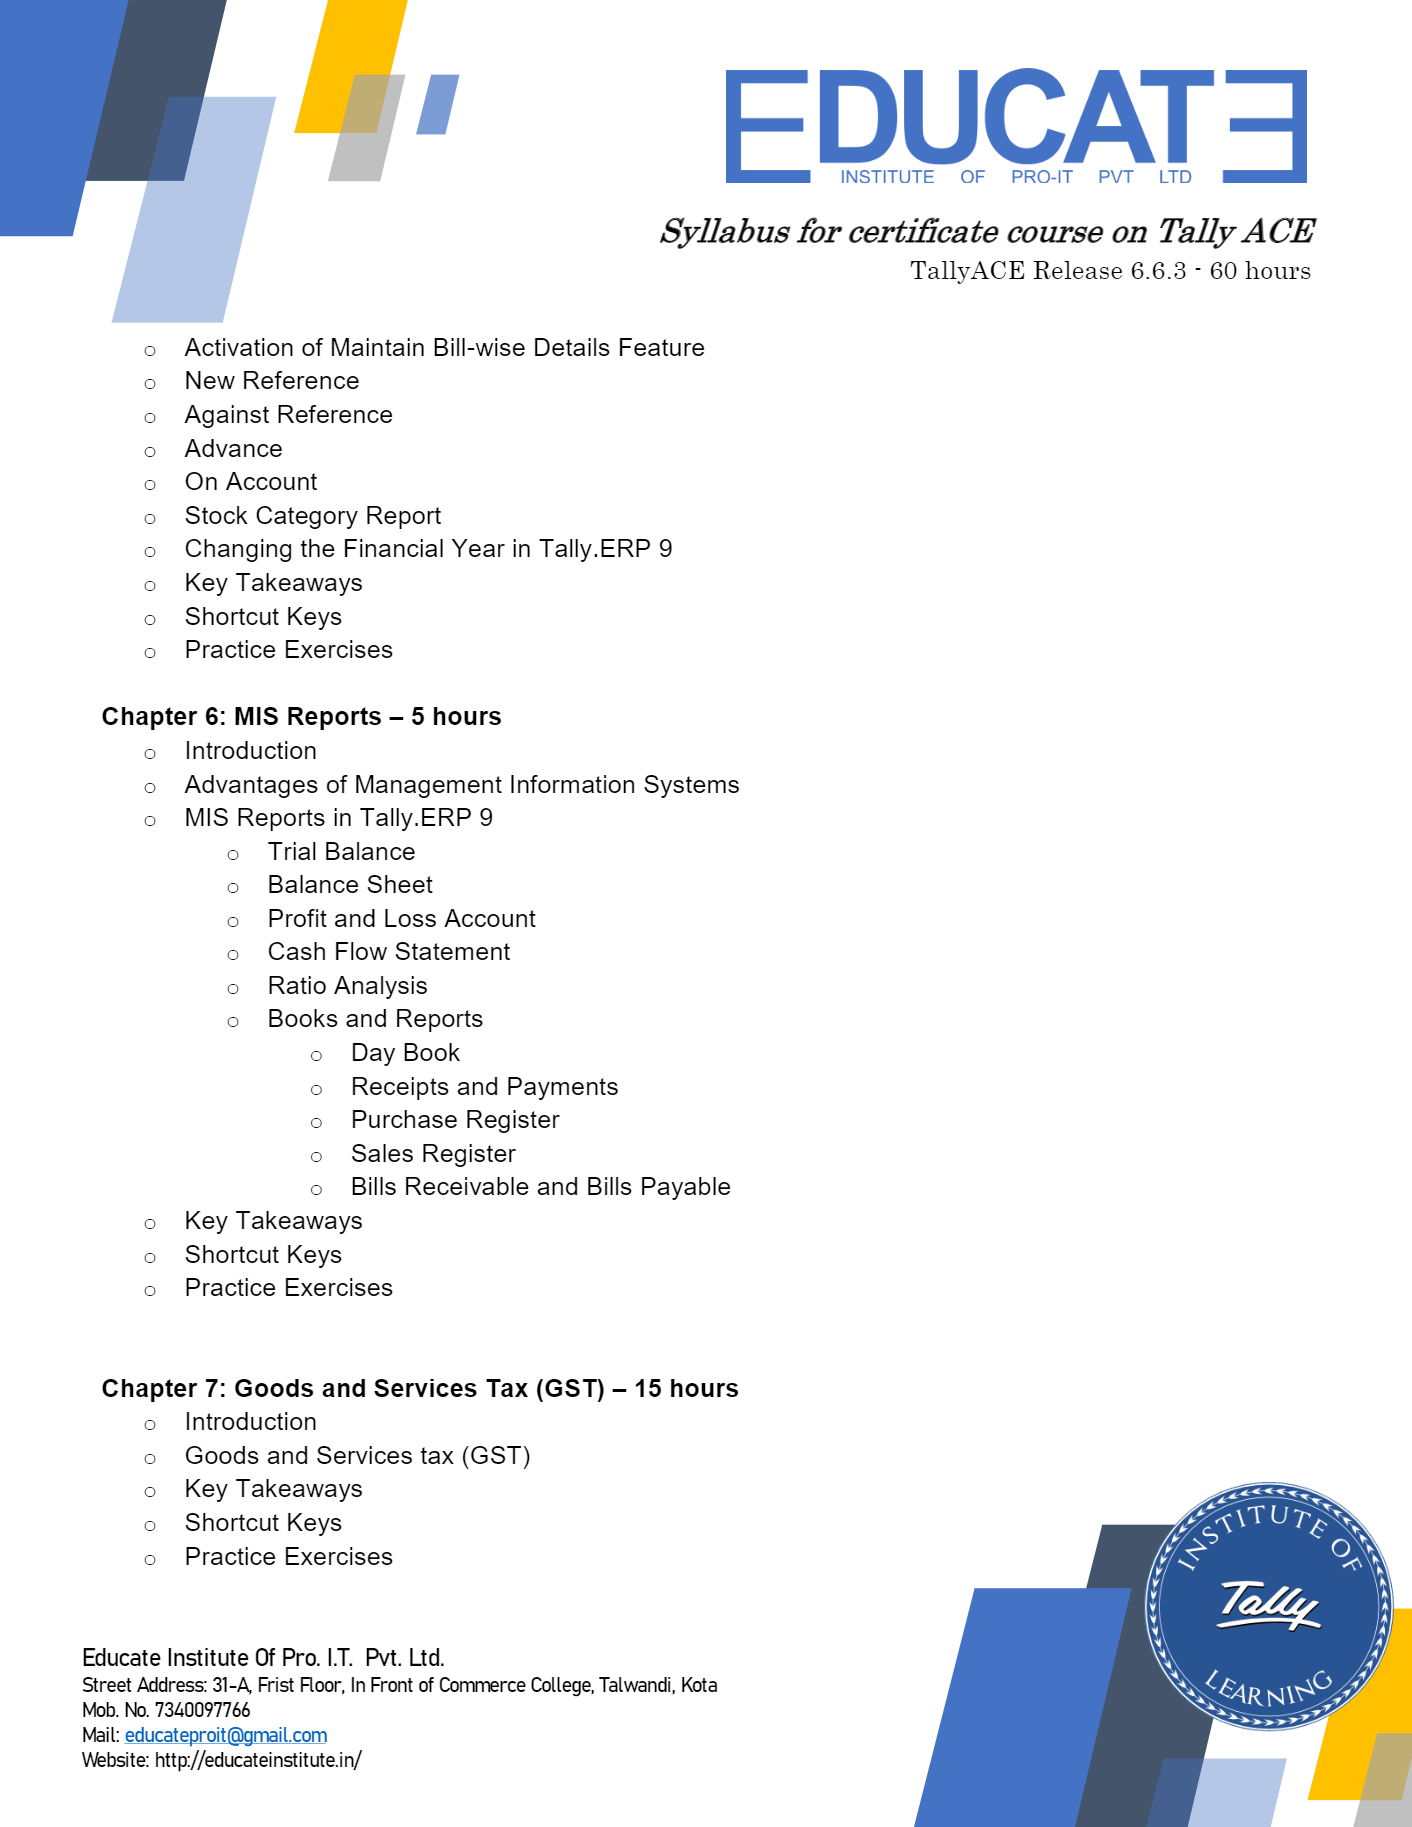 EDUCATE
INSTITUTE OF PRO-IT PVT LTD
Syllabus for certificate course on Tally ACE
TallyACE Release 6.6.3 - 60 hours
o Activation of Maintain Bill-wise Details Feature
o New Reference
o Against Reference
o Advance
o On Account
o Stock Category Report
o Changing the Financial Year in Tally.ERP 9
o Key Takeaways
o Shortcut Keys
o Practice Exercises
Chapter 6: MIS Reports – 5 hours
o Introduction
o Advantages of Management Information Systems
o MIS Reports in Tally.ERP 9
o Trial Balance
o Balance Sheet
o Profit and Loss Account
o Cash Flow Statement
o Ratio Analysis
o Books and Reports
o Day Book
o Receipts and Payments
o Purchase Register
o Sales Register
o Bills Receivable and Bills Payable
o Key Takeaways
o Shortcut Keys
o Practice Exercises
Chapter 7: Goods and Services Tax (GST) – 15 hours
o Introduction
o Goods and Services tax (GST)
o Key Takeaways
o Shortcut Keys
o Practice Exercises
INSTITUTE OF
Tally
LEARNING
Educate Institute Of Pro. I.T. Pvt. Ltd.
Street Address: 31-A, Frist Floor, In Front of Commerce College, Talwandi, Kota
Mob. No. 7340097766
Mail: educateproit@gmail.com
Website: http://educateinstitute.in/